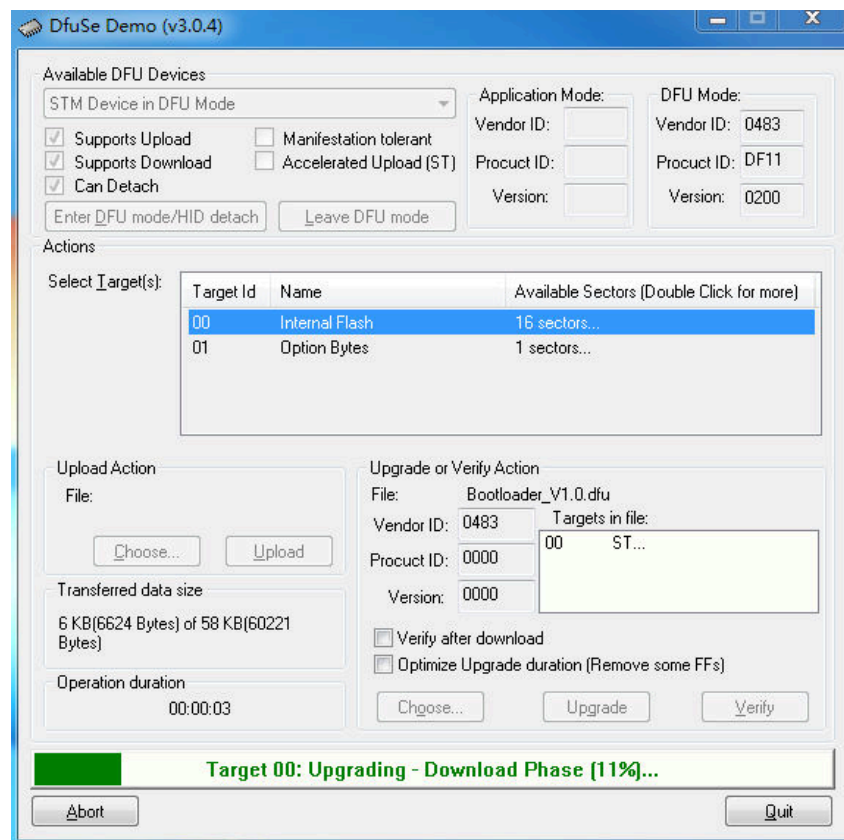 DfuSe Demo (v3.0.4)
Available DFU Devices
STM Device in DFU Mode
Supports Upload
Manifestation tolerant
Supports Download
Accelerated Upload (ST)
Can Detach
Enter DFU mode/HID detach
Leave DFU mode
Application Mode:
Vendor ID:
Procuct ID:
Version:
DFU Mode:
Vendor ID: 0483
Procuct ID: DF11
Version: 0200
Actions
Select Target(s):
Target Id Name Available Sectors (Double Click for more)
00 Internal Flash 16 sectors...
01 Option Bytes 1 sectors...
Upload Action
File:
Choose...
Upload
Transferred data size
6 KB(6624 Bytes) of 58 KB(60221
Bytes)
Operation duration
00:00:03
Upgrade or Verify Action
File: Bootloader_V1.0.dfu
Vendor ID: 0483
Procuct ID: 0000
Version: 0000
Targets in file:
00 ST...
Verify after download
Optimize Upgrade duration (Remove some FFs)
Choose...
Upgrade
Verify
Target 00: Upgrading - Download Phase (11%)...
Abort
Quit